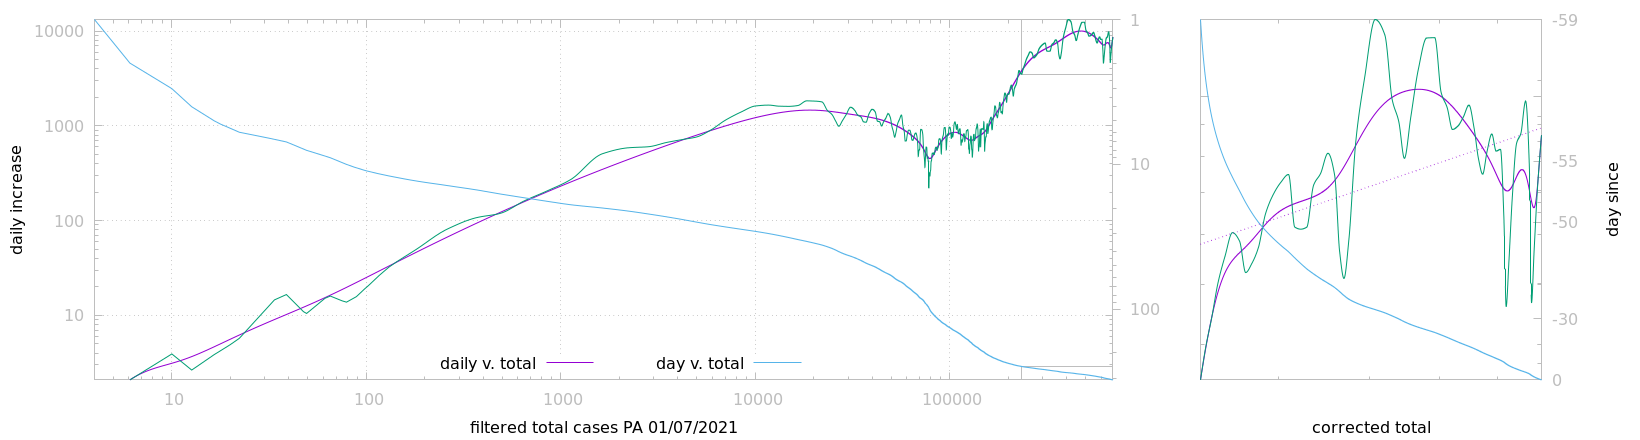 daily increase
10000
1000
100
10
10
100
1000
10000
100000
1
10
100
daily v. total
day v. total
filtered total cases PA 01/07/2021
-59
-55
-50
-30
0
day since
corrected total